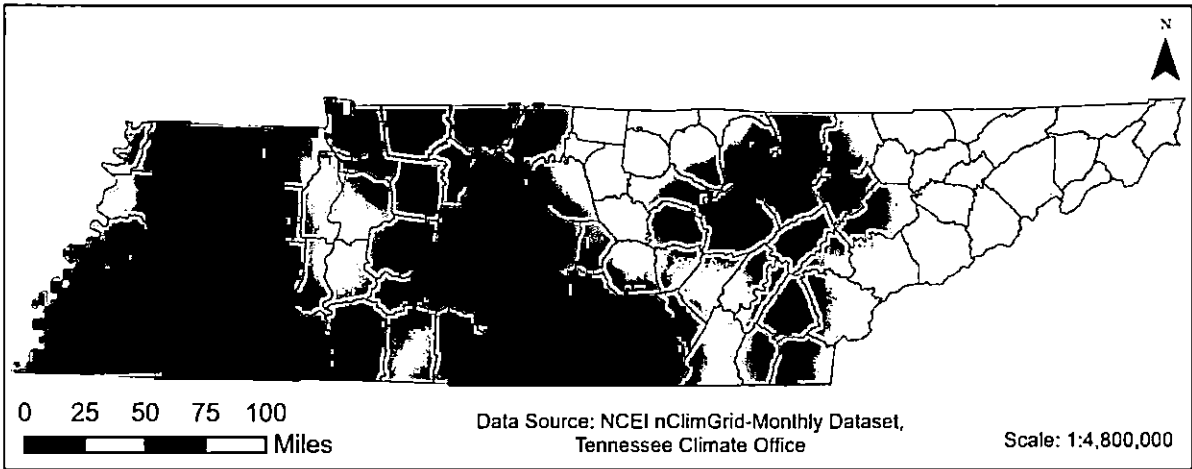 N
0 25 50 75 100
Miles
Data Source: NCEI nClimGrid-Monthly Dataset,
Tennessee Climate Office
Scale: 1:4,800,000